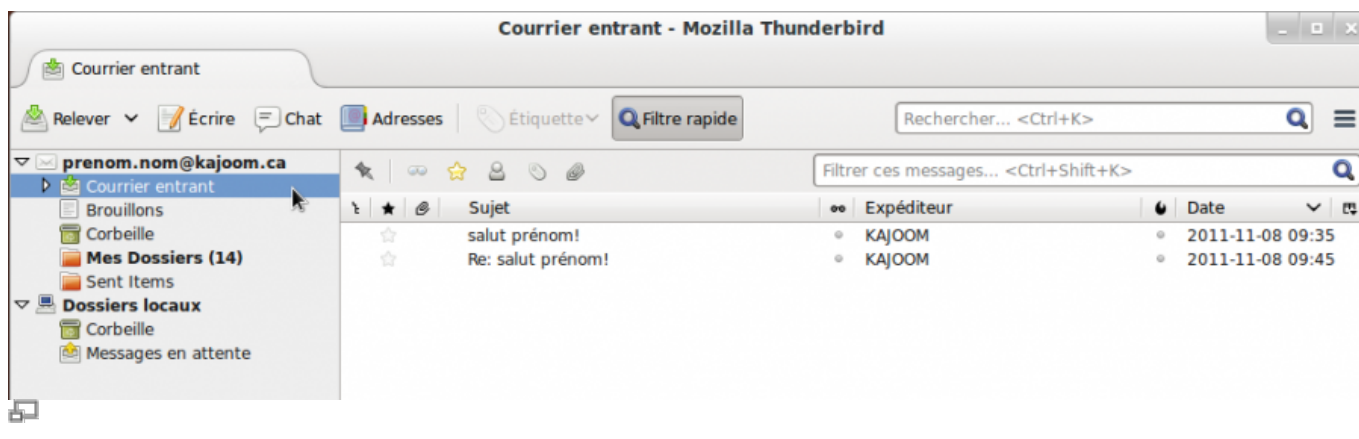 Courrier entrant - Mozilla Thunderbird
Courrier entrant
Relever Écrire Chat Adresses Étiquette Filtre rapide Rechercher... <Ctrl+K>
prenom.nom@kajoom.ca
Filtrer ces messages... <Ctrl+Shift+K>
Courrier entrant
Brouillons
Corbeille
Mes Dossiers (14)
Sent Items
Dossiers locaux
Corbeille
Messages en attente
Sujet Expéditeur Date
salut prénom! KAJOOM 2011-11-08 09:35
Re: salut prénom! KAJOOM 2011-11-08 09:45